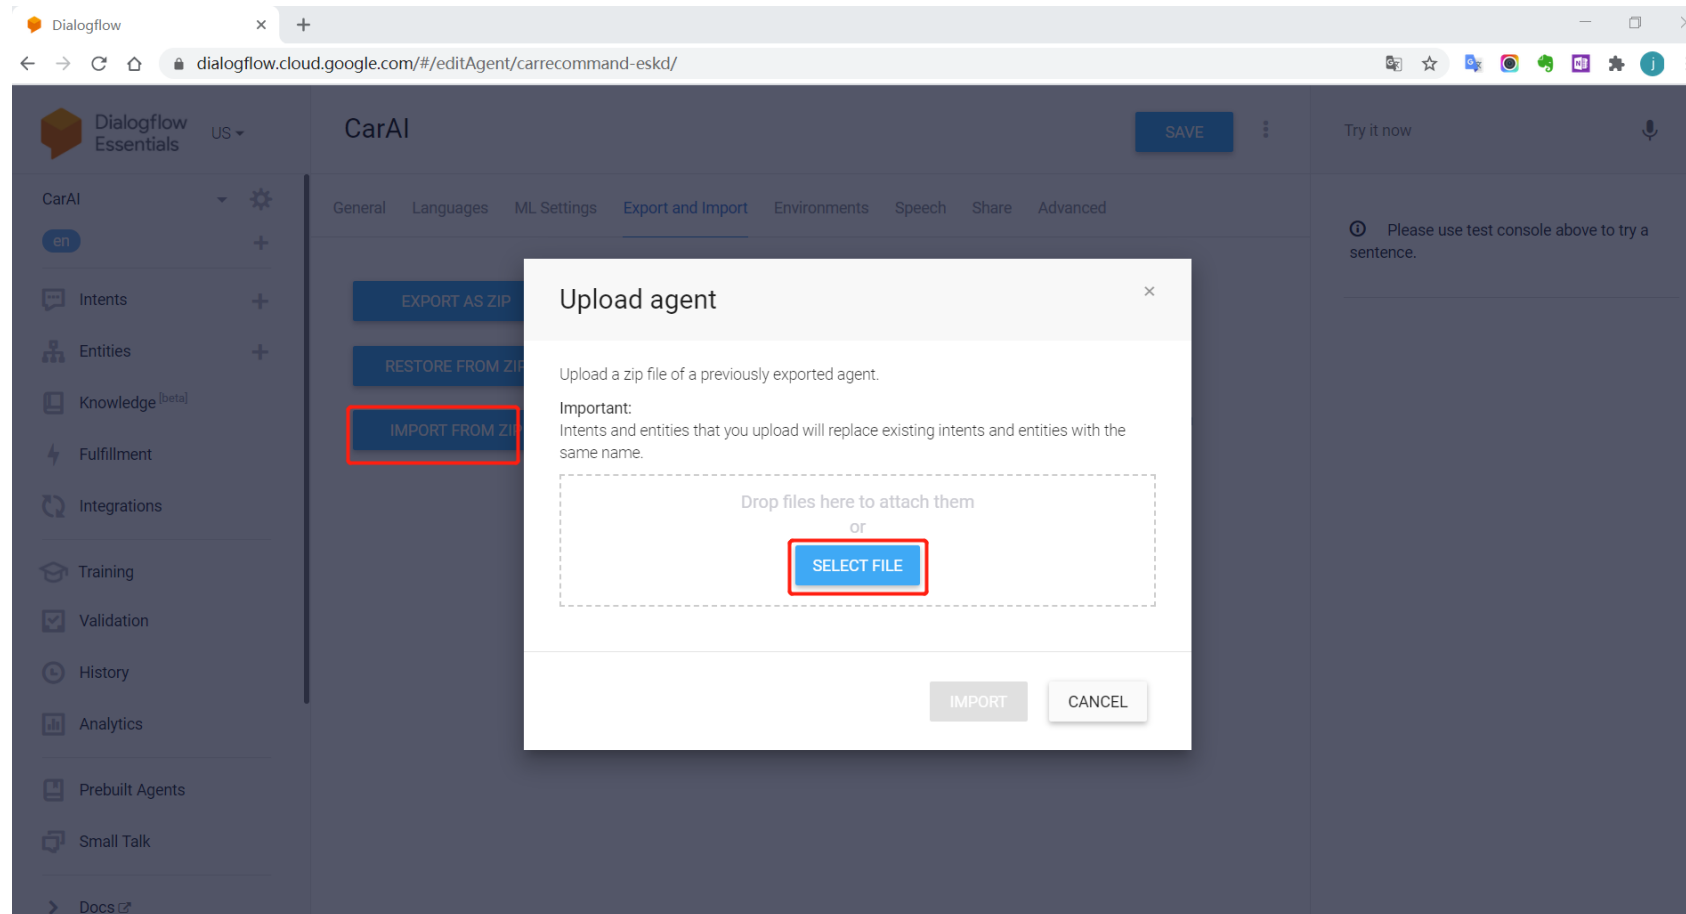 Dialogflow
dialogflow.cloud.google.com/#/editAgent/carrecommand-eskd/
j
Dialogflow
Essentials
US
CarAI
SAVE
Try it now
CarAI
en
General Languages ML Settings Export and Import Environments Speech Share Advanced
Please use test console above to try a
sentence.
Intents
Entities
Knowledge [beta]
Fulfillment
Integrations
Training
Validation
History
Analytics
Prebuilt Agents
Small Talk
Docs
EXPORT AS ZIP
RESTORE FROM ZIP
IMPORT FROM ZIP
Upload agent
Upload a zip file of a previously exported agent.
Important:
Intents and entities that you upload will replace existing intents and entities with the
same name.
Drop files here to attach them
or
SELECT FILE
IMPORT
CANCEL